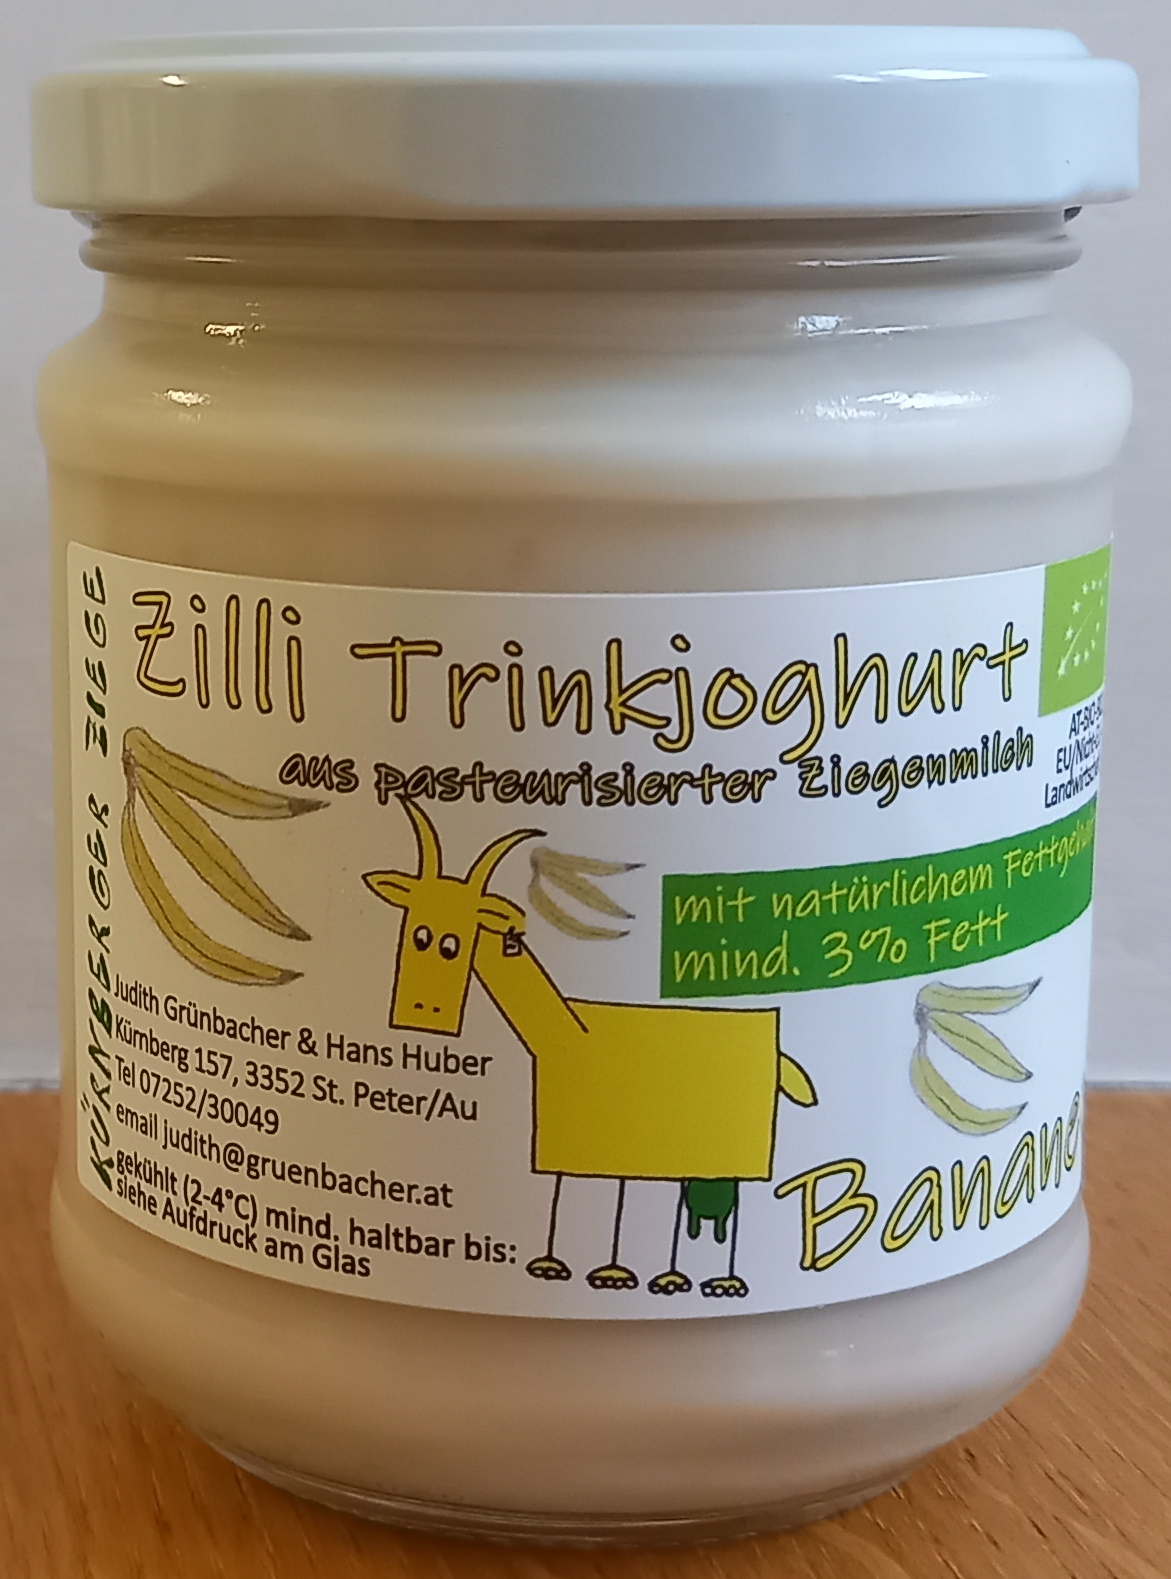 KÜRNBERGER ZIEGE
Zilli Trinkjoghurt
aus pasteurisierter Ziegenmilch
mit natürlichem
mind. 3% Fett
Judith Grünbacher & Hans Huber
Kürnberg 157, 3352 St. Peter/Au
Tel 07252/30049
email judith@gruenbacher.at
gekühlt (2-4°C) mind. haltbar bis:
siehe Aufdruck am Glas
Banane